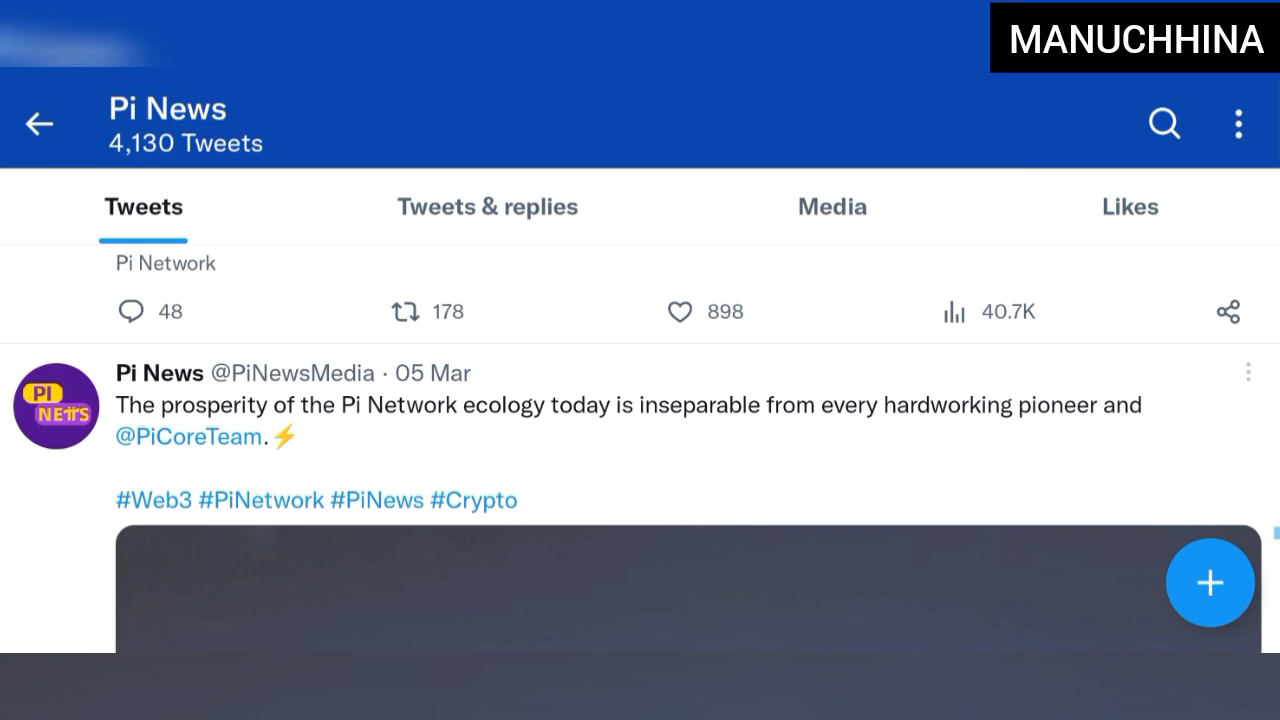 MANUCHHINA
Pi News
4,130 Tweets
Tweets Tweets & replies Media Likes
Pi Network
48 178 898 40.7K
Pi News @PiNewsMedia · 05 Mar
PI
NEWS
The prosperity of the Pi Network ecology today is inseparable from every hardworking pioneer and
@PiCoreTeam.⚡
#Web3 #PiNetwork #PiNews #Crypto